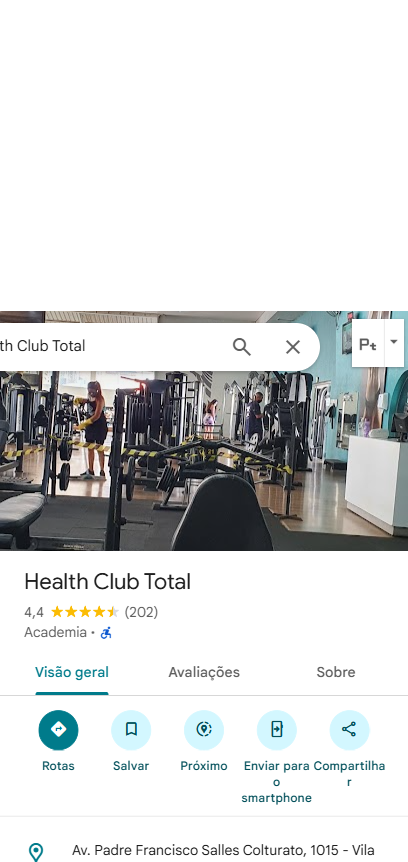 th Club Total
Health Club Total
4,4 (202)
Academia •
Visão geral Avaliações Sobre
Rotas Salvar Próximo Enviar para o smartphone Compartilhar
Av. Padre Francisco Salles Colturato, 1015 - Vila